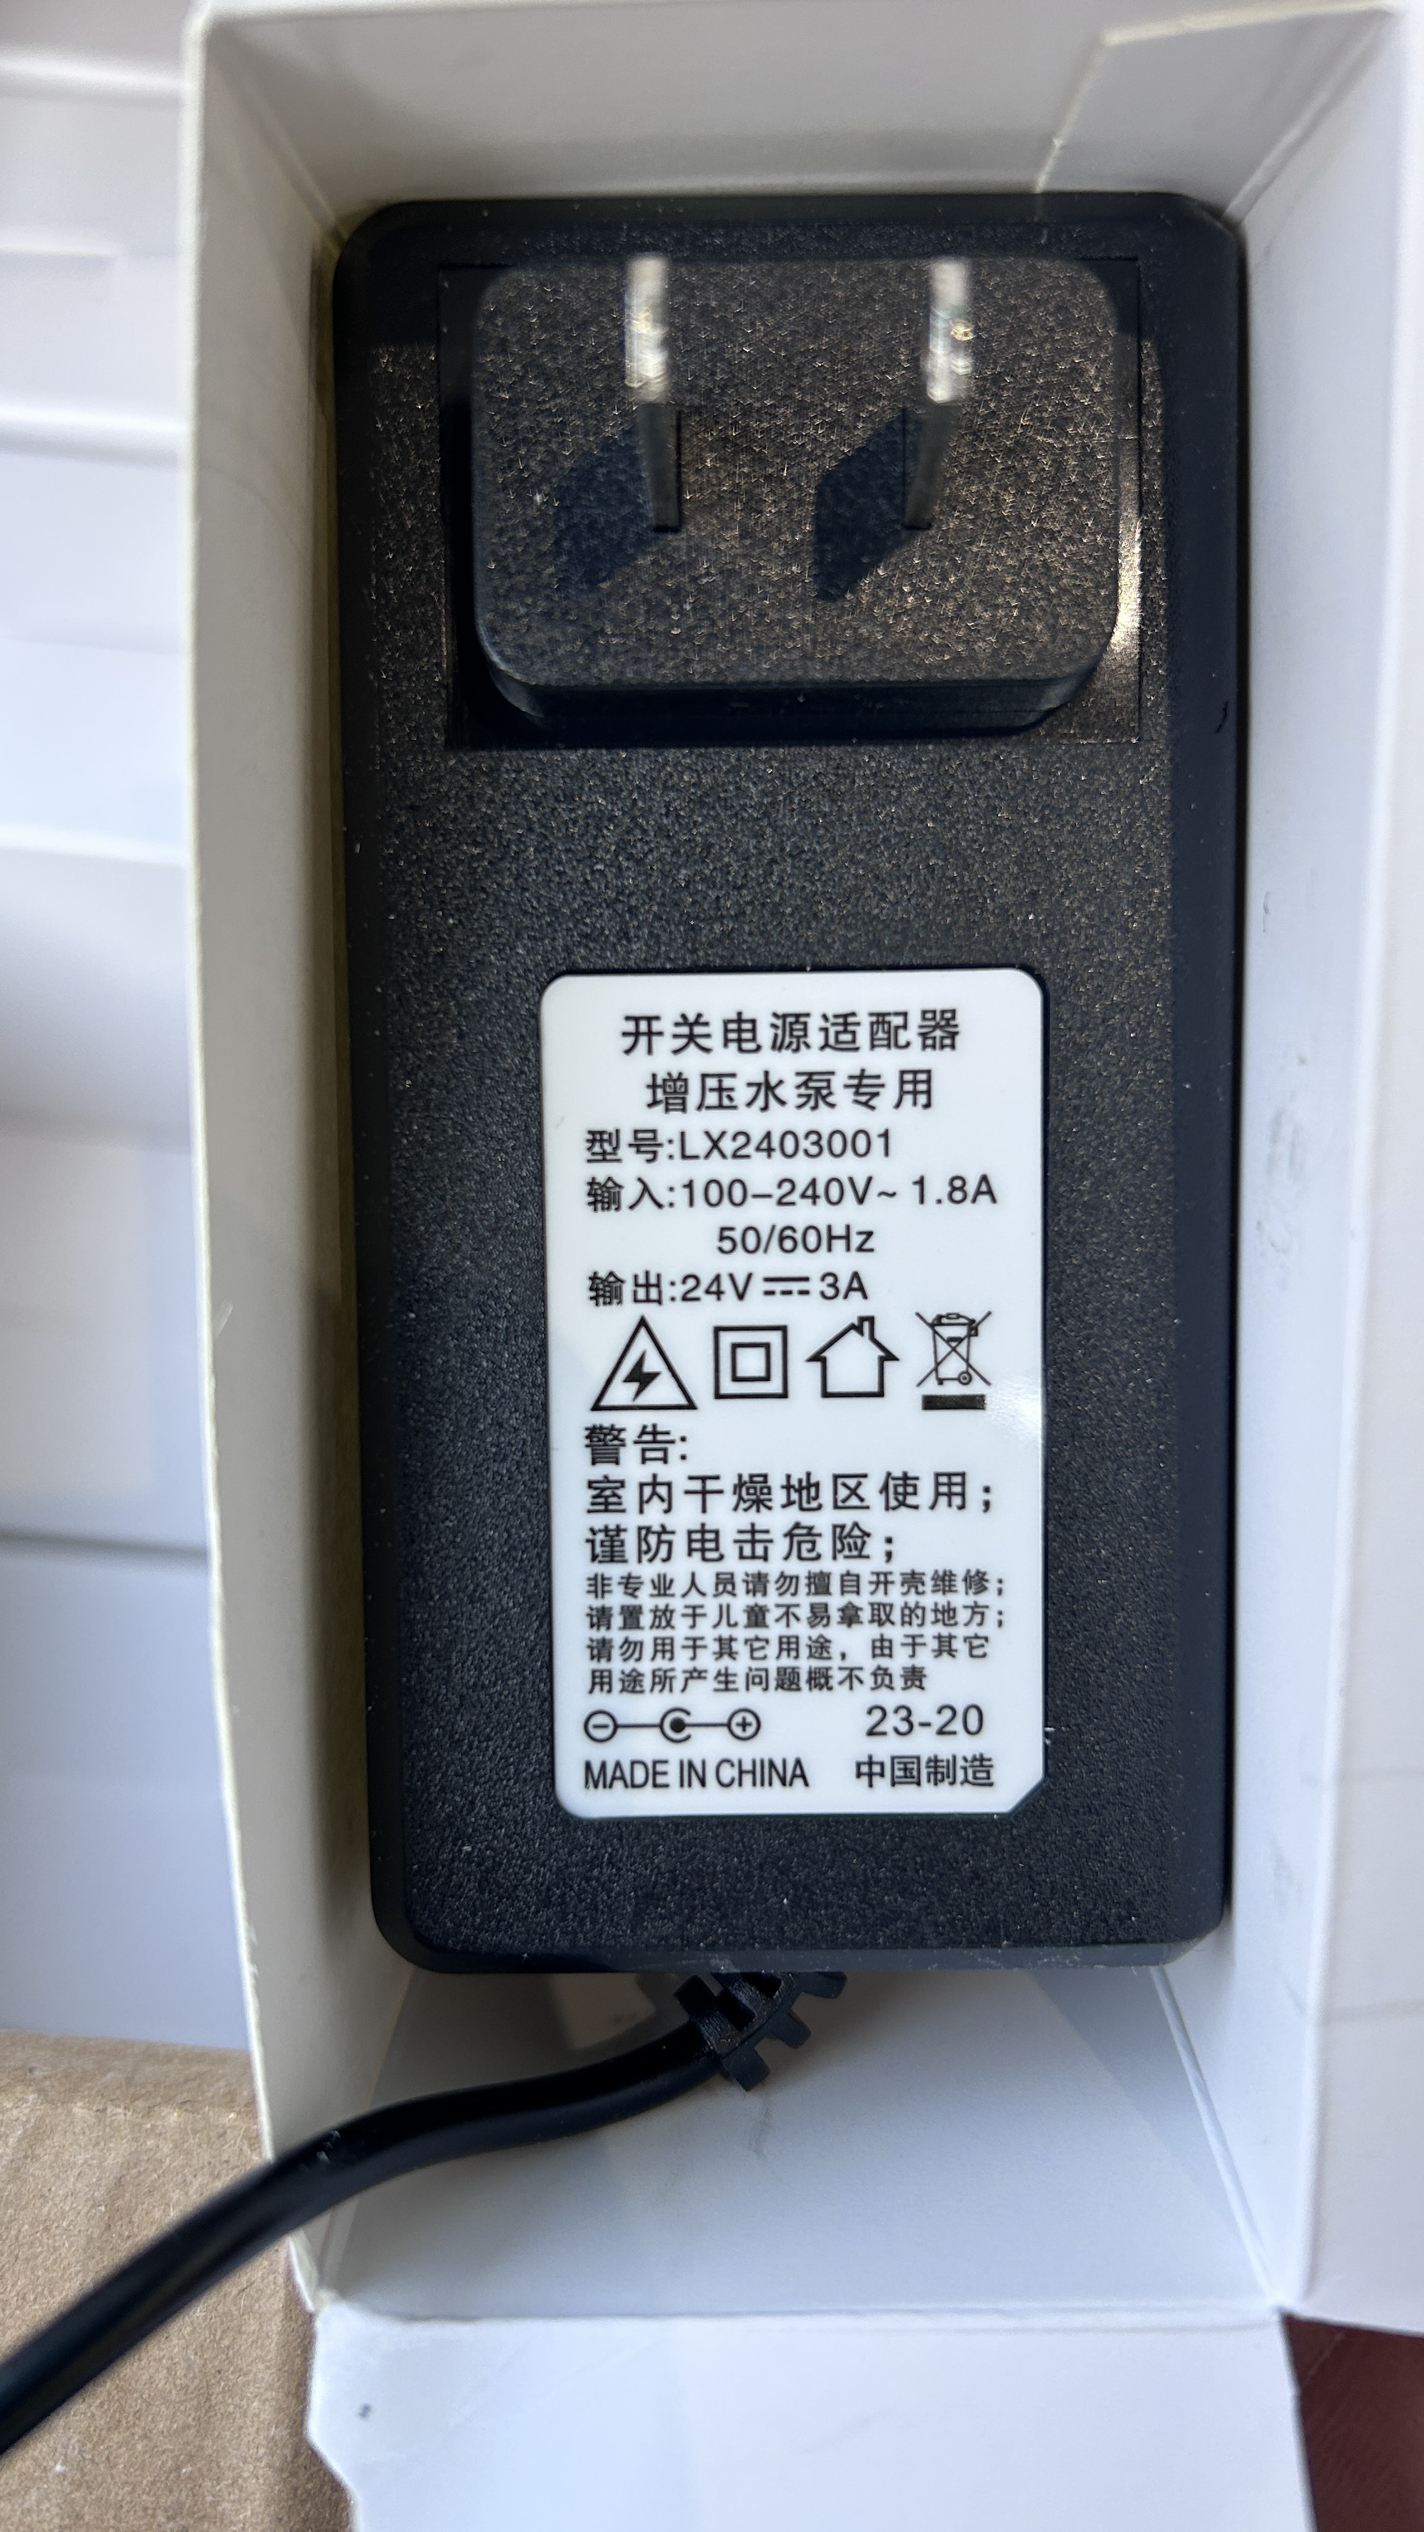 开关电源适配器
增压水泵专用
型号:LX2403001
输入:100-240V~1.8A
50/60Hz
输出:24V⎓3A
警告:
室内干燥地区使用；
谨防电击危险；
非专业人员请勿擅自开壳维修；
请置放于儿童不易拿取的地方；
请勿用于其它用途，由于其它
用途所产生问题概不负责
23-20
MADE IN CHINA 中国制造